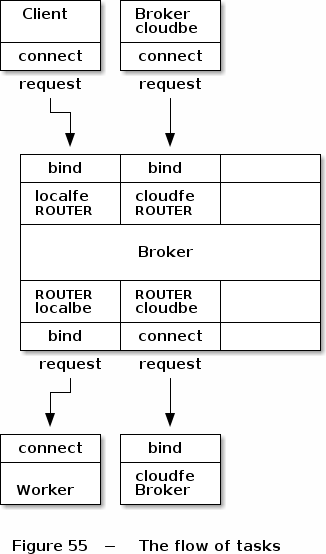 Client
Broker
cloudbe
connect
connect
request
request
bind
bind
localfe
ROUTER
cloudfe
ROUTER
Broker
ROUTER
localbe
ROUTER
cloudbe
bind
connect
request
request
connect
bind
Worker
cloudfe
Broker
Figure 55 – The flow of tasks